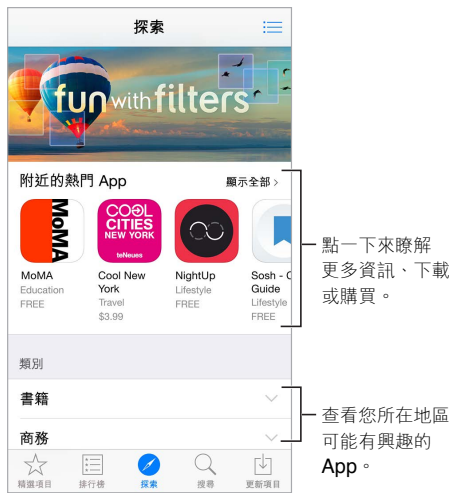 探索
fun with filters
附近的熱門 App
顯示全部 >
MoMA
COOL
CITIES
NEW YORK
teNeues
MoMA
Education
FREE
Cool New
York
Travel
$3.99
NightUp
Lifestyle
FREE
Sosh - C
Guide
Lifestyle
FREE
點一下來瞭解
更多資訊、下載
或購買。
類別
書籍
商務
查看您所在地區
可能有興趣的
App。
精選項目
排行榜
探索
搜尋
更新項目